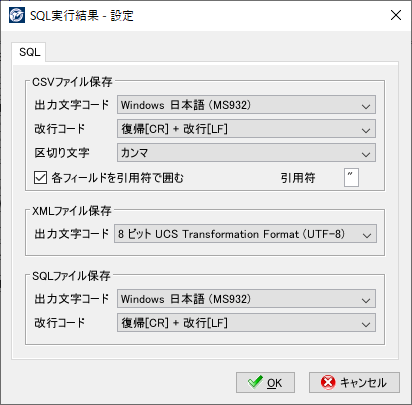 SQL実行結果 - 設定
SQL
CSVファイル保存
出力文字コード Windows 日本語 (MS932)
改行コード 復帰[CR] + 改行[LF]
区切り文字 カンマ
各フィールドを引用符で囲む 引用符 "
XMLファイル保存
出力文字コード 8 ビット UCS Transformation Format (UTF-8)
SQLファイル保存
出力文字コード Windows 日本語 (MS932)
改行コード 復帰[CR] + 改行[LF]
OK キャンセル